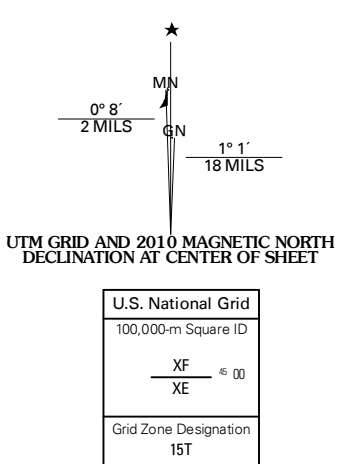 MN
0° 8´
2 MILS
GN
1° 1´
18 MILS
UTM GRID AND 2010 MAGNETIC NORTH
DECLINATION AT CENTER OF SHEET
U.S. National Grid
100,000-m Square ID
XF
45 00
XE
Grid Zone Designation
15T